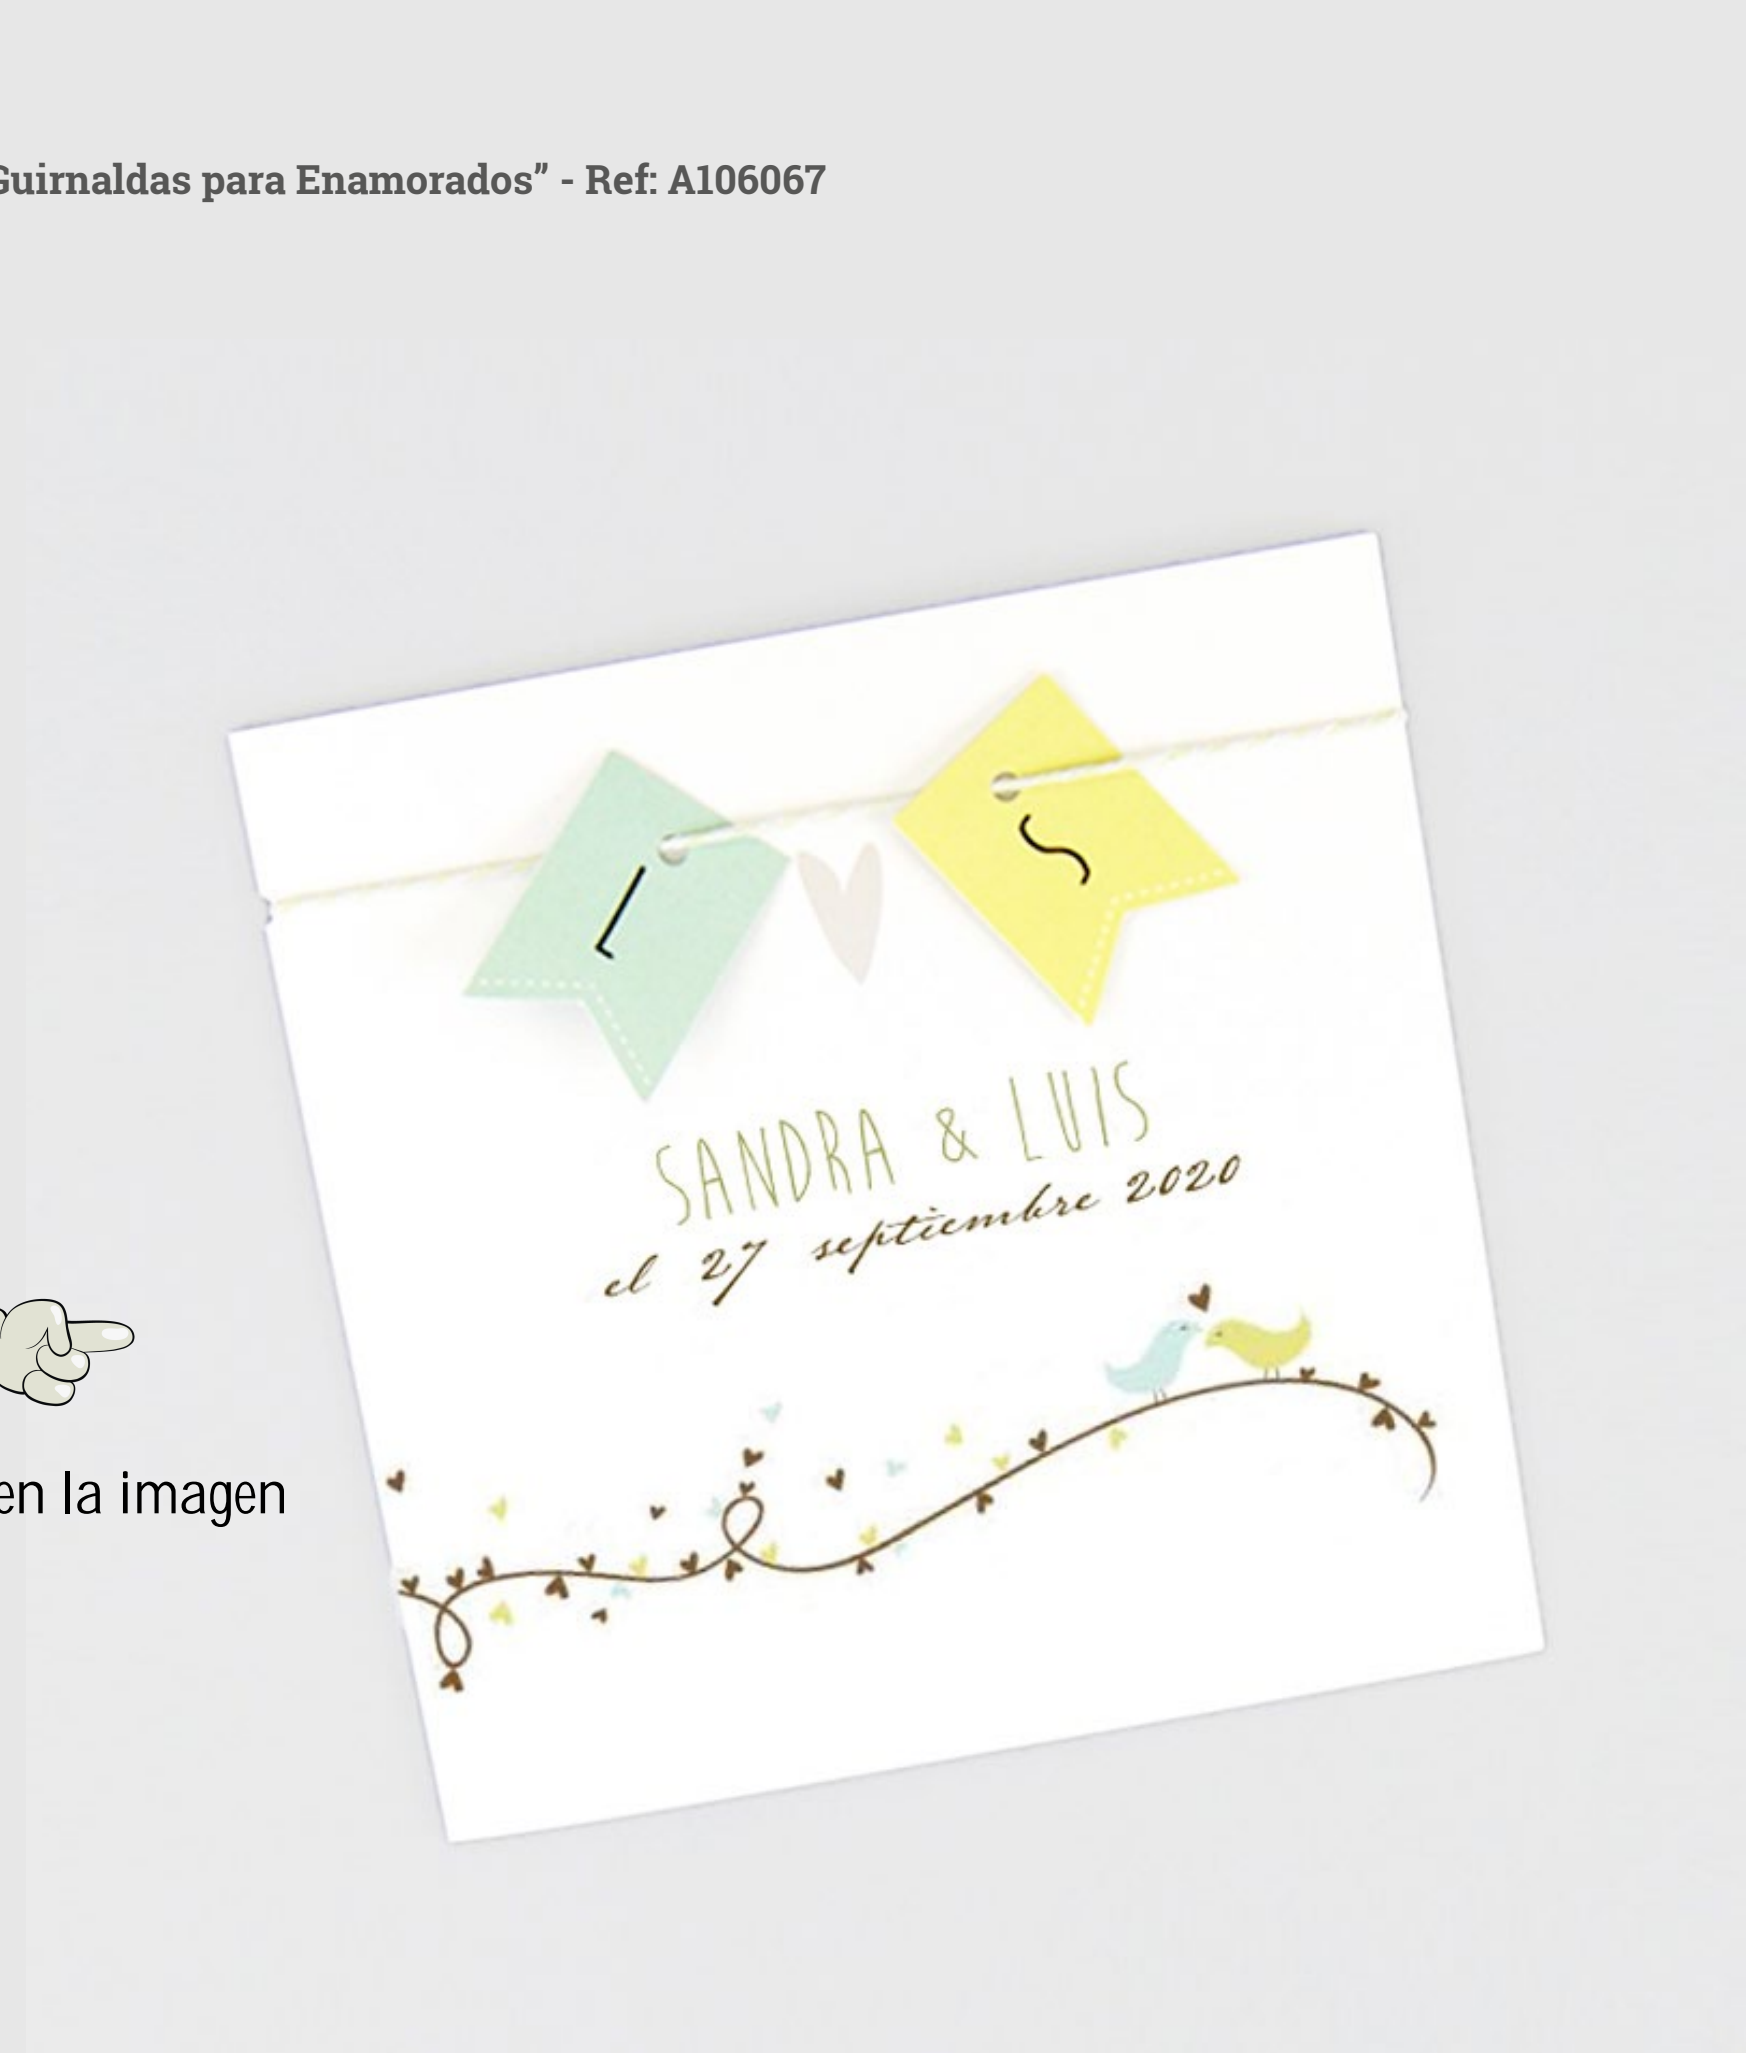 Guirnaldas para Enamorados” - Ref: A106067
L S
SANDRA & LUIS
el 27 septiembre 2020
en la imagen